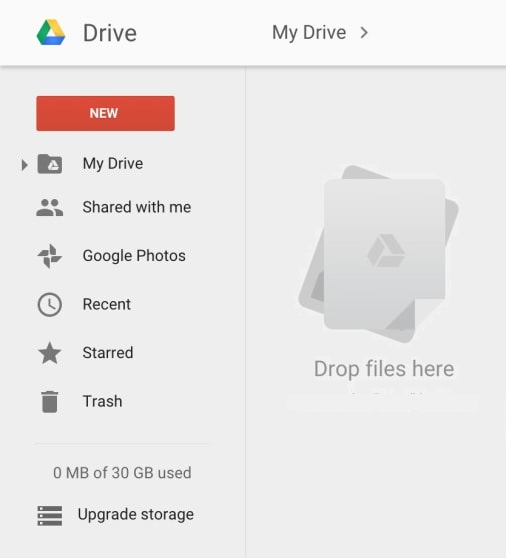 Drive
My Drive
NEW
My Drive
Shared with me
Google Photos
Recent
Starred
Trash
0 MB of 30 GB used
Upgrade storage
Drop files here